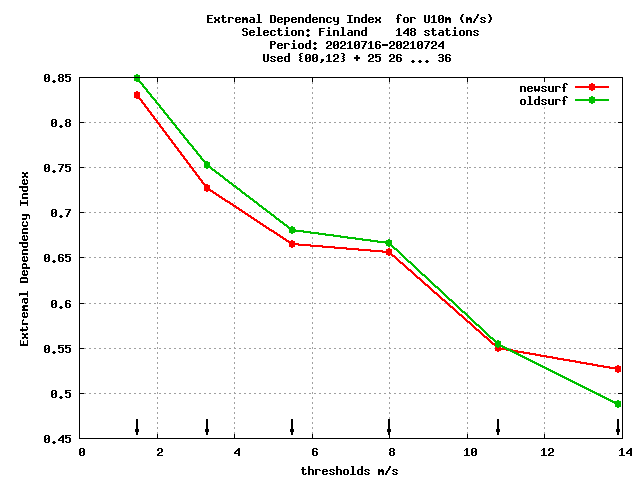 Extremal Dependency Index  for U10m (m/s)
Selection: Finland    148 stations
Period: 20210716-20210724
Used {00,12} + 25 26 ... 36
newsurf
oldsurf
0.85
0.8
0.75
0.7
0.65
0.6
0.55
0.5
0.45
Extremal Dependency Index
0 2 4 6 8 10 12 14
thresholds m/s